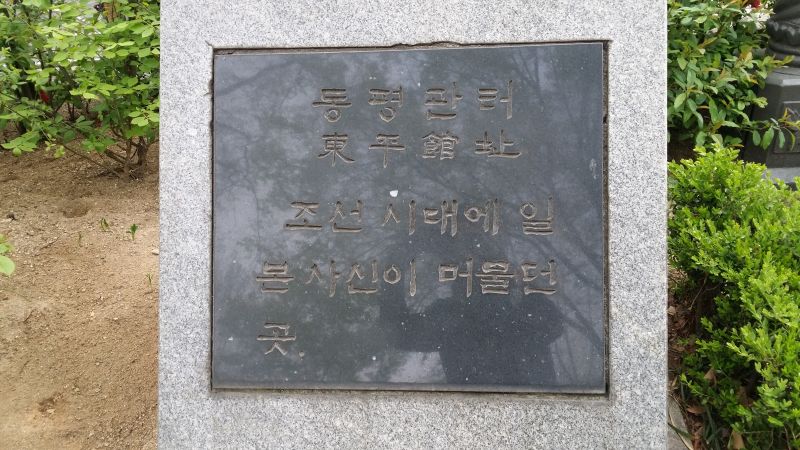 동평관터
東平館址
조선 시대에 일
본 사신이 머물던
곳.